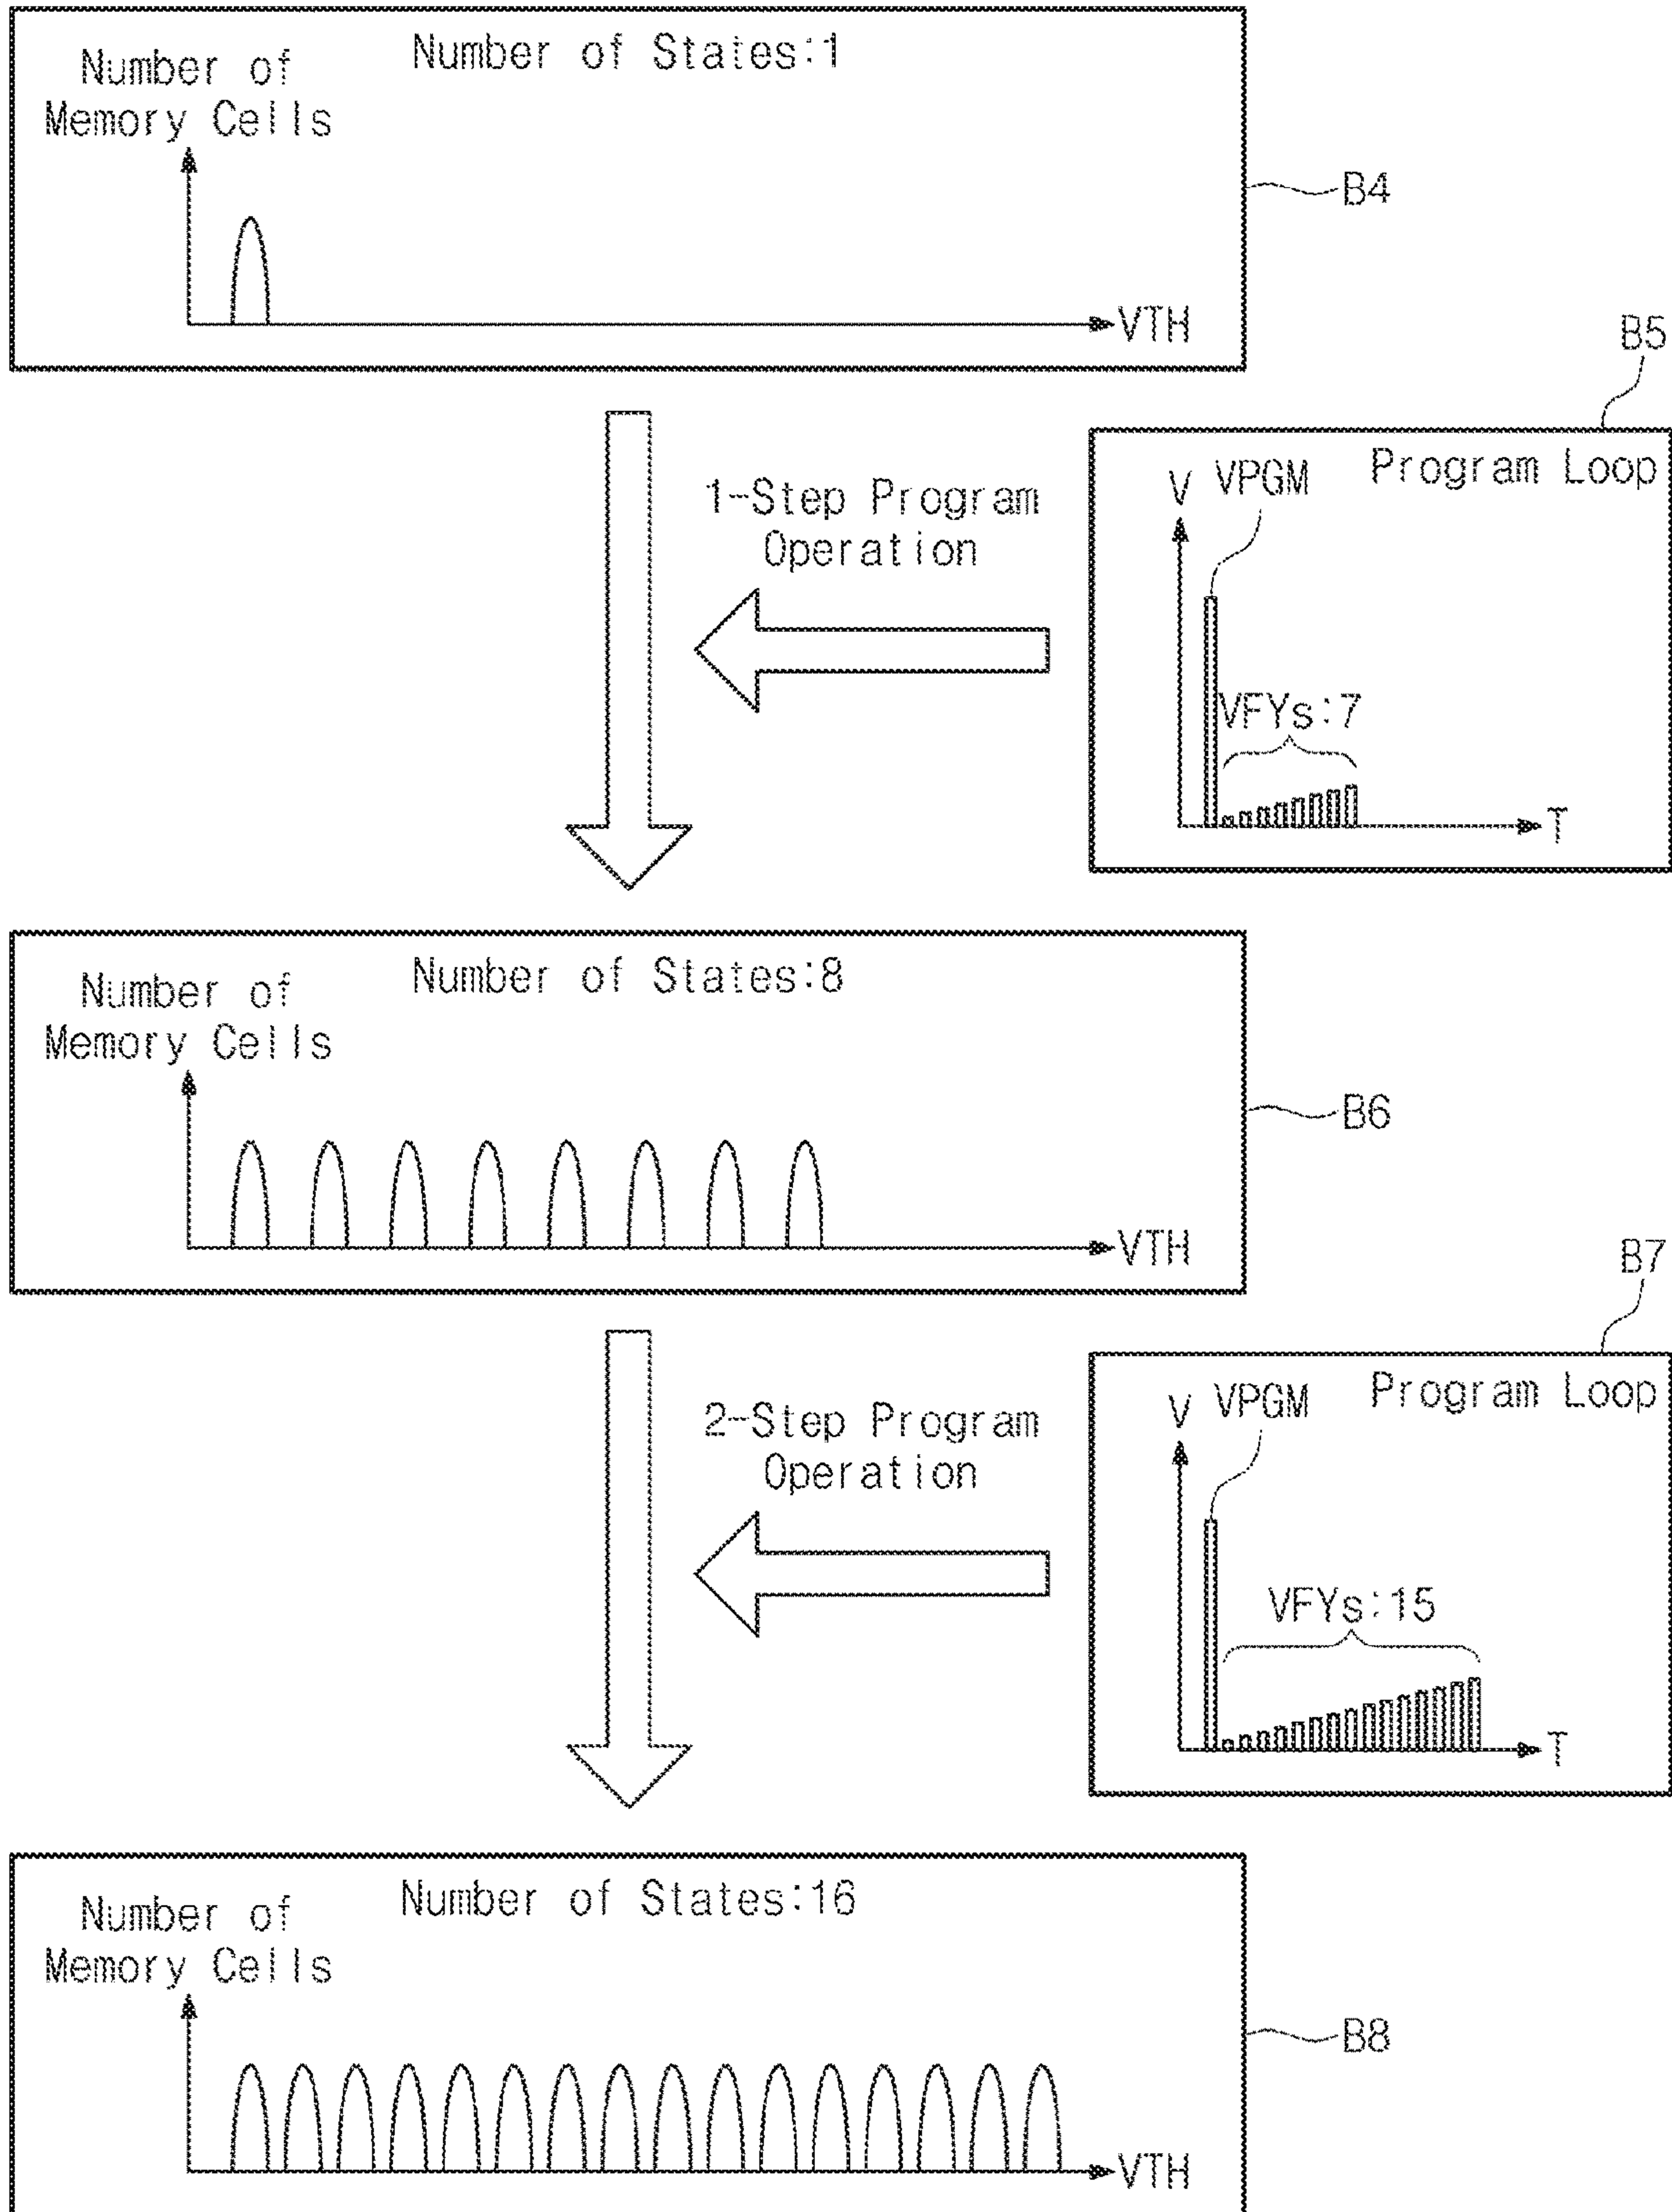 Number of States:1
Number of
Memory Cells
VTH
B4
B5
Program Loop
V VPGM
VFYs:7
T
1-Step Program
Operation
Number of States:8
Number of
Memory Cells
VTH
B6
B7
Program Loop
V VPGM
VFYs:15
T
2-Step Program
Operation
Number of States:16
Number of
Memory Cells
VTH
B8